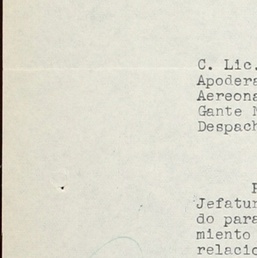 C. Lic.
Apodera
Aereona
Gante
Despach
Jefatur
do para
miento
relacio